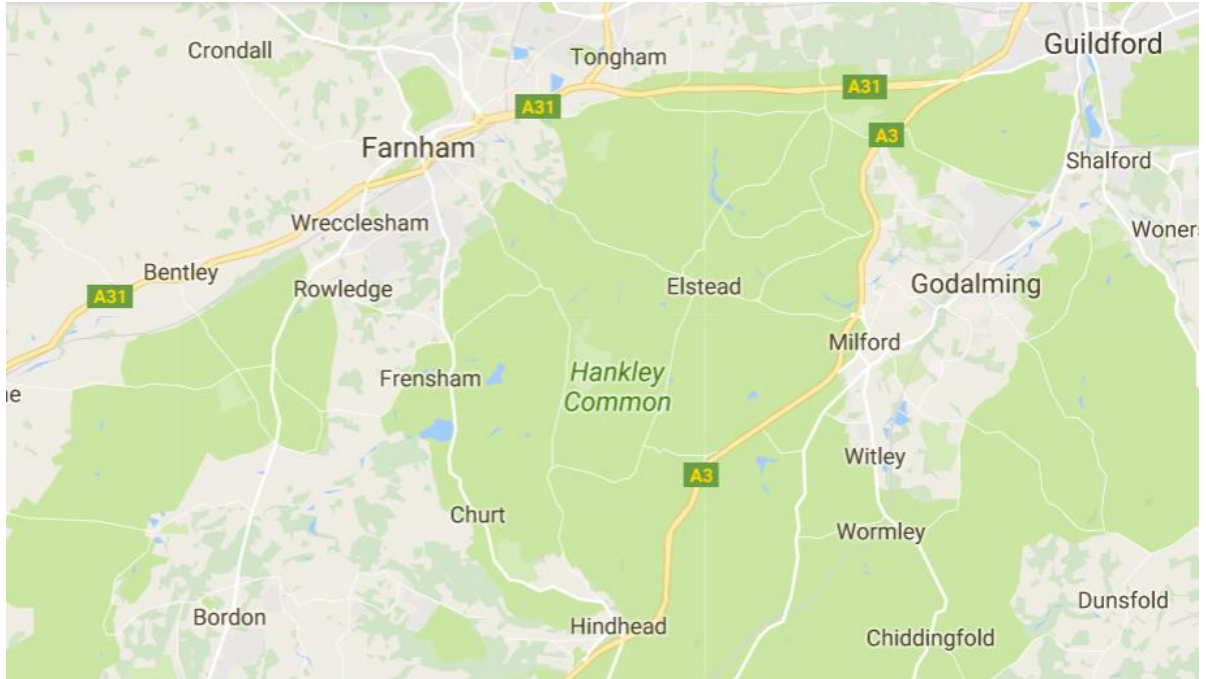 Guildford
Crondall
Tongham
A31
A31
A3
Farnham
Shalford
Wrecclesham
Woners
Bentley
Rowledge
Elstead
Godalming
A31
Milford
Hankley
Common
Frensham
ne
Witley
A3
Churt
Wormley
Dunsfold
Bordon
Hindhead
Chiddingfold